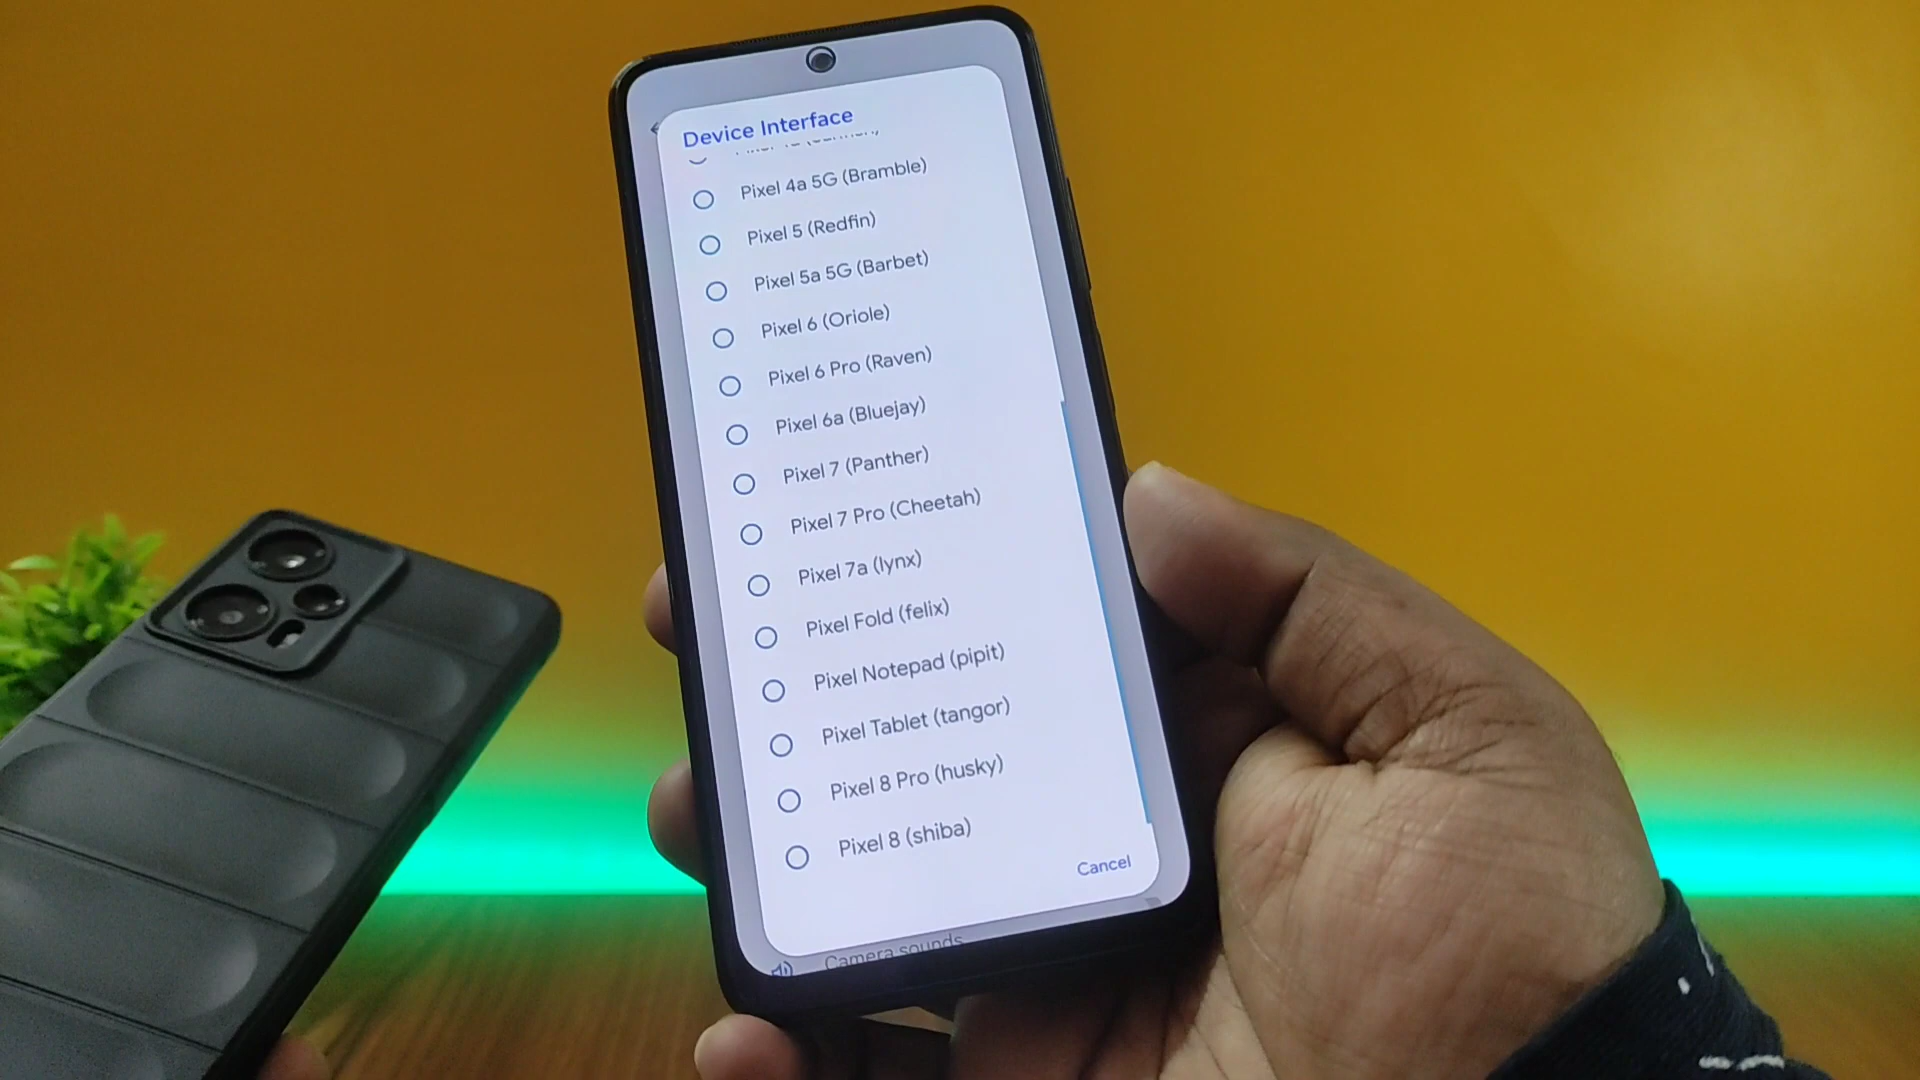 Device Interface
Pixel 4a 5G (Bramble)
Pixel 5 (Redfin)
Pixel 5a 5G (Barbet)
Pixel 6 (Oriole)
Pixel 6 Pro (Raven)
Pixel 6a (Bluejay)
Pixel 7 (Panther)
Pixel 7 Pro (Cheetah)
Pixel 7a (lynx)
Pixel Fold (felix)
Pixel Notepad (pipit)
Pixel Tablet (tangor)
Pixel 8 Pro (husky)
Pixel 8 (shiba)
Cancel
Camera sounds